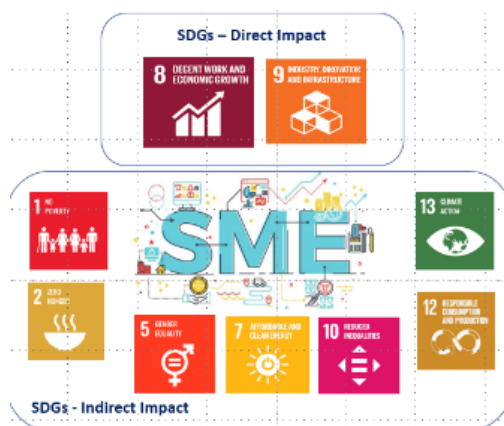 SDGs – Direct Impact
8 DECENT WORK AND
ECONOMIC GROWTH
9 INDUSTRY, INNOVATION
AND INFRASTRUCTURE
1 NO
POVERTY
SME
13 CLIMATE
ACTION
2 ZERO
HUNGER
5 GENDER
EQUALITY
7 AFFORDABLE AND
CLEAN ENERGY
10 REDUCED
INEQUALITIES
12 RESPONSIBLE
CONSUMPTION
AND PRODUCTION
SDGs - Indirect Impact